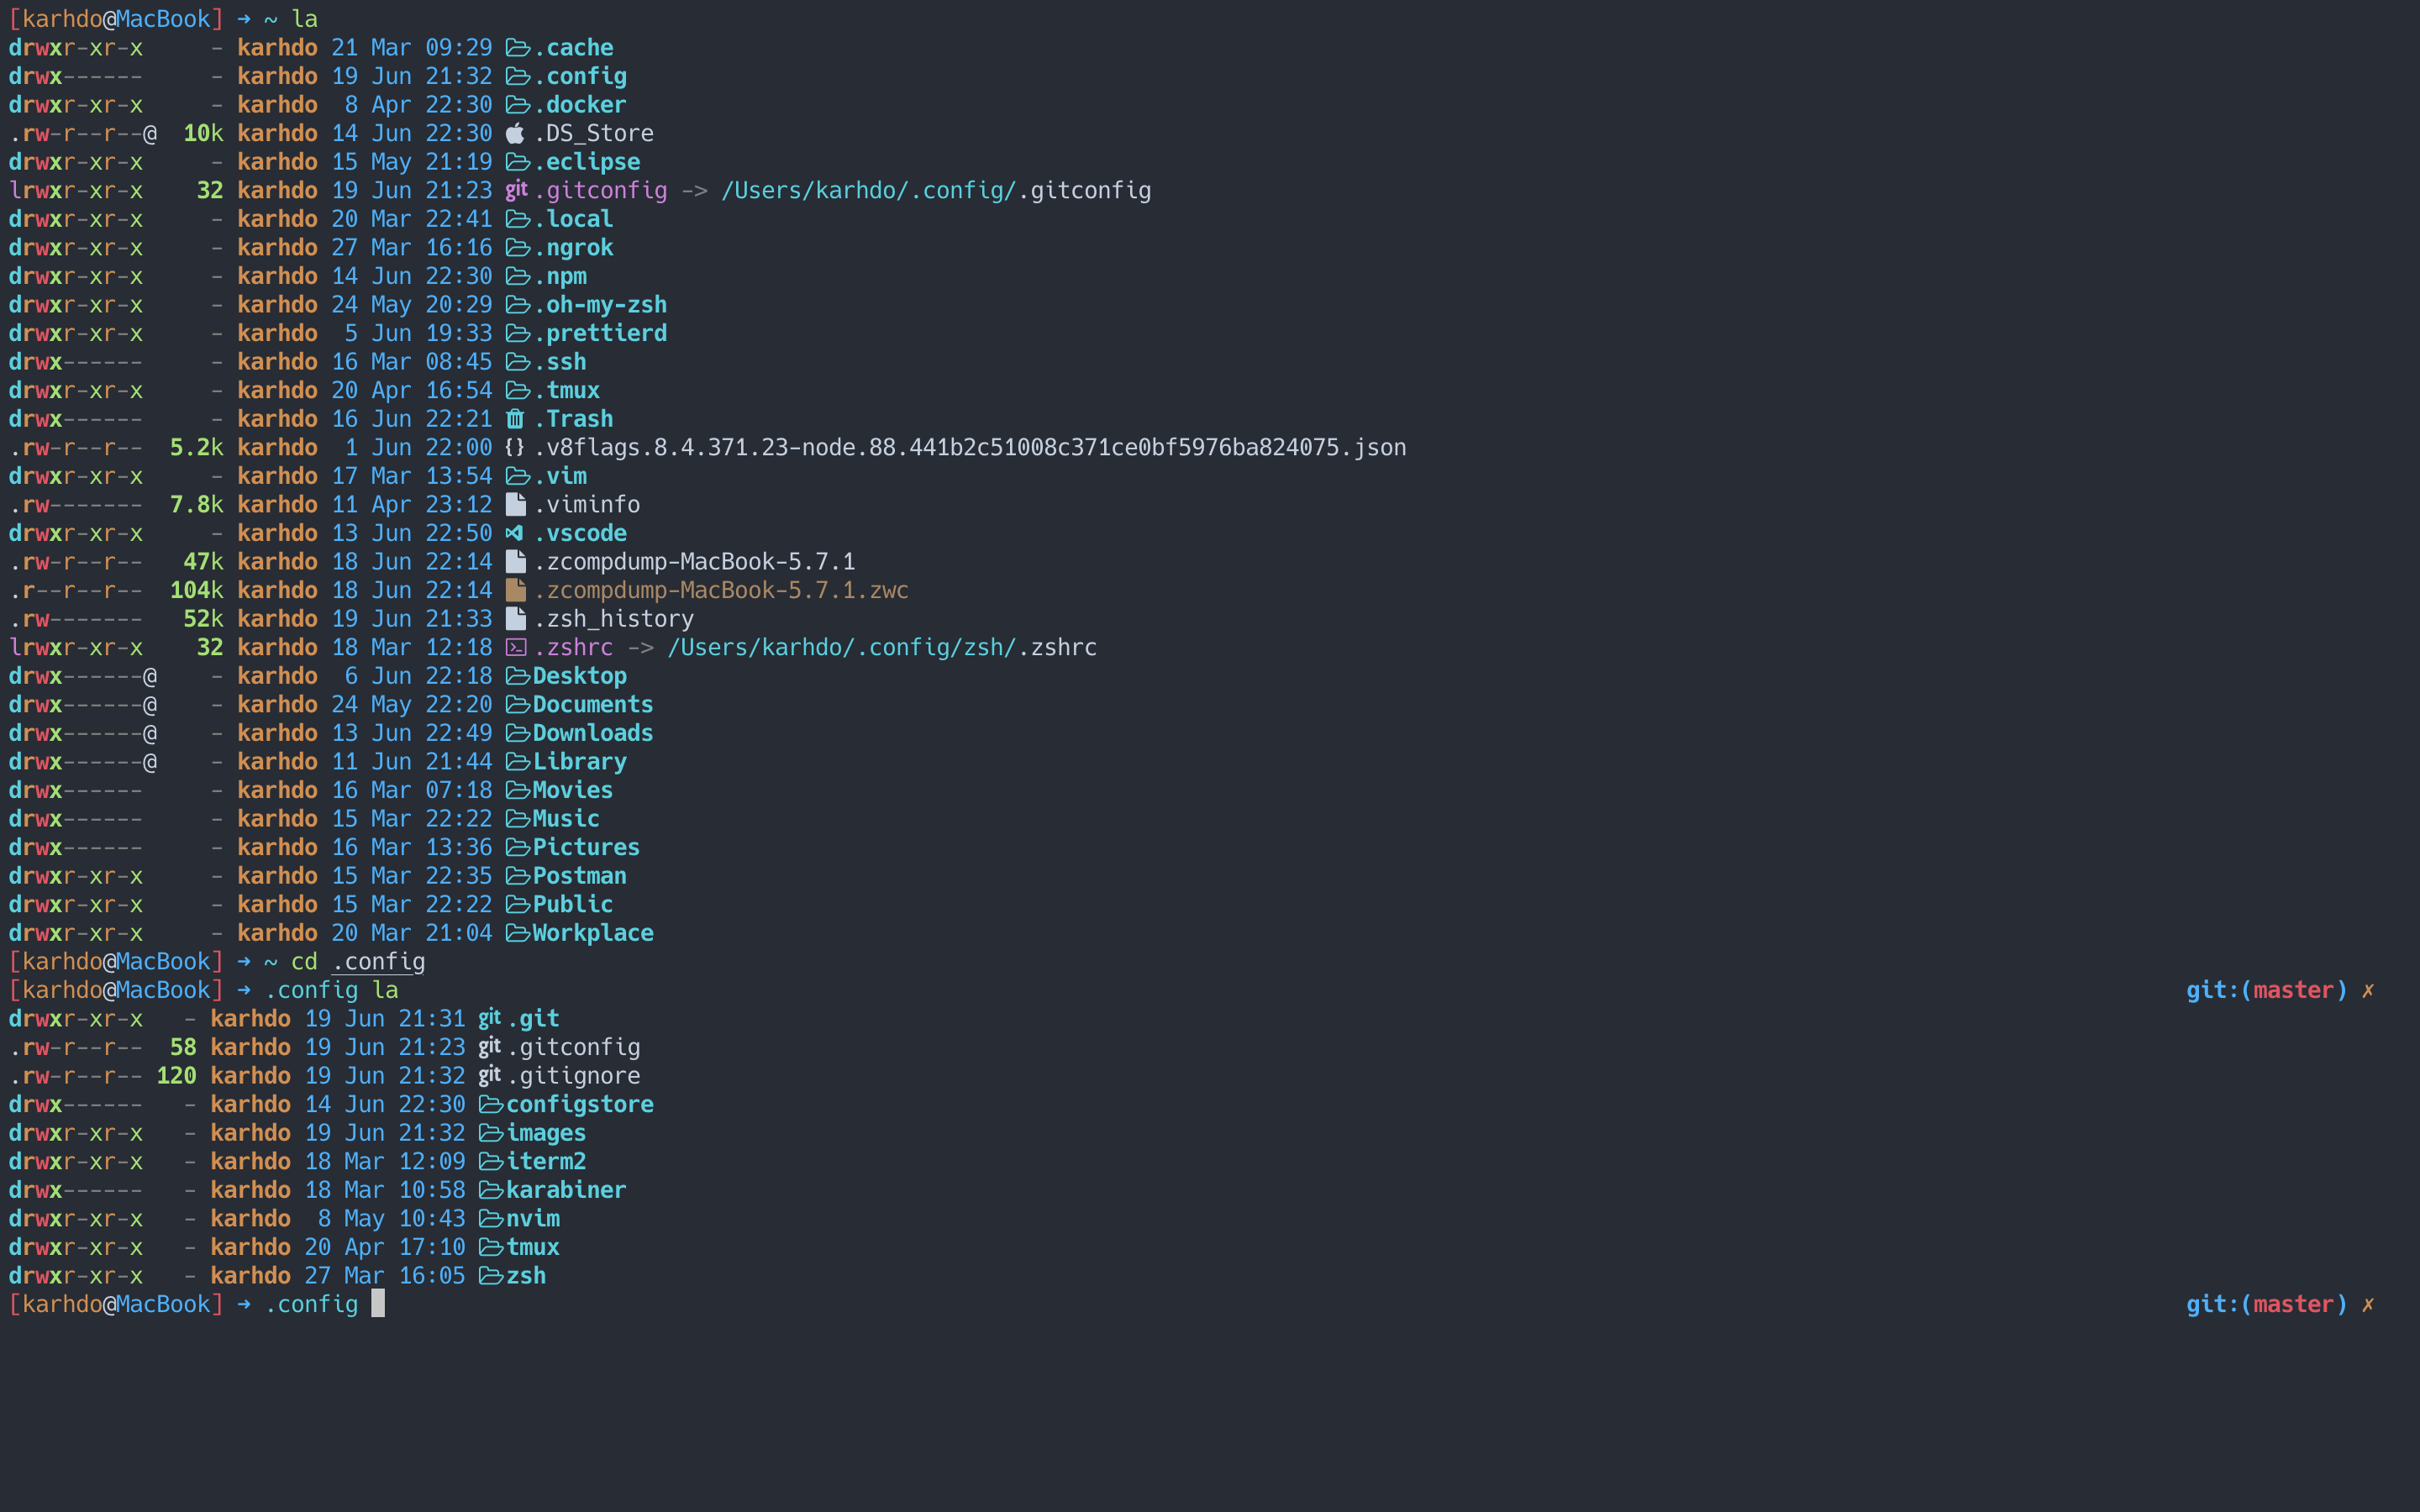 [karhdo@MacBook] → ~ la
drwxr-xr-x - karhdo 21 Mar 09:29 .cache
drwx------ - karhdo 19 Jun 21:32 .config
drwxr-xr-x - karhdo 8 Apr 22:30 .docker
.rw-r--r--@ 10k karhdo 14 Jun 22:30 .DS_Store
drwxr-xr-x - karhdo 15 May 21:19 .eclipse
lrwxr-xr-x 32 karhdo 19 Jun 21:23 git .gitconfig -> /Users/karhdo/.config/.gitconfig
drwxr-xr-x - karhdo 20 Mar 22:41 .local
drwxr-xr-x - karhdo 27 Mar 16:16 .ngrok
drwxr-xr-x - karhdo 14 Jun 22:30 .npm
drwxr-xr-x - karhdo 24 May 20:29 .oh-my-zsh
drwxr-xr-x - karhdo 5 Jun 19:33 .prettierd
drwx------ - karhdo 16 Mar 08:45 .ssh
drwxr-xr-x - karhdo 20 Apr 16:54 .tmux
drwx------ - karhdo 16 Jun 22:21 .Trash
.rw-r--r-- 5.2k karhdo 1 Jun 22:00 {} .v8flags.8.4.371.23-node.88.441b2c51008c371ce0bf5976ba824075.json
drwxr-xr-x - karhdo 17 Mar 13:54 .vim
.rw------- 7.8k karhdo 11 Apr 23:12 .viminfo
drwxr-xr-x - karhdo 13 Jun 22:50 .vscode
.rw-r--r-- 47k karhdo 18 Jun 22:14 .zcompdump-MacBook-5.7.1
.r--r--r-- 104k karhdo 18 Jun 22:14 .zcompdump-MacBook-5.7.1.zwc
.rw------- 52k karhdo 19 Jun 21:33 .zsh_history
lrwxr-xr-x 32 karhdo 18 Mar 12:18 .zshrc -> /Users/karhdo/.config/zsh/.zshrc
drwx------@ - karhdo 6 Jun 22:18 Desktop
drwx------@ - karhdo 24 May 22:20 Documents
drwx------@ - karhdo 13 Jun 22:49 Downloads
drwx------@ - karhdo 11 Jun 21:44 Library
drwx------ - karhdo 16 Mar 07:18 Movies
drwx------ - karhdo 15 Mar 22:22 Music
drwx------ - karhdo 16 Mar 13:36 Pictures
drwxr-xr-x - karhdo 15 Mar 22:35 Postman
drwxr-xr-x - karhdo 15 Mar 22:22 Public
drwxr-xr-x - karhdo 20 Mar 21:04 Workplace
[karhdo@MacBook] → ~ cd .config
[karhdo@MacBook] → .config la git:(master) ✗
drwxr-xr-x - karhdo 19 Jun 21:31 git .git
.rw-r--r-- 58 karhdo 19 Jun 21:23 git .gitconfig
.rw-r--r-- 120 karhdo 19 Jun 21:32 git .gitignore
drwx------ - karhdo 14 Jun 22:30 configstore
drwxr-xr-x - karhdo 19 Jun 21:32 images
drwxr-xr-x - karhdo 18 Mar 12:09 iterm2
drwx------ - karhdo 18 Mar 10:58 karabiner
drwxr-xr-x - karhdo 8 May 10:43 nvim
drwxr-xr-x - karhdo 20 Apr 17:10 tmux
drwxr-xr-x - karhdo 27 Mar 16:05 zsh
[karhdo@MacBook] → .config git:(master) ✗